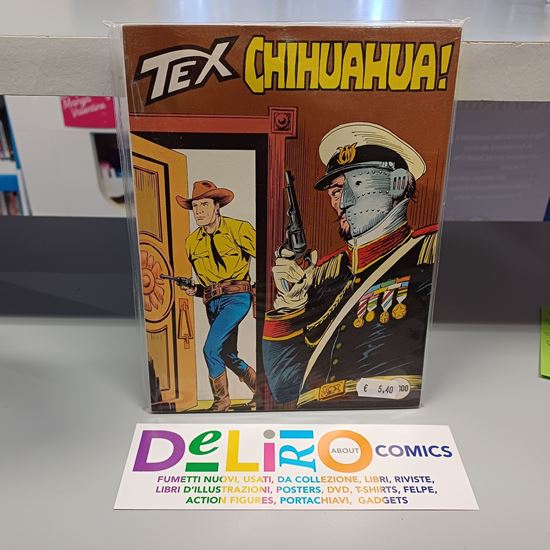 TEX CHIHUAHUA!
€ 5,40
DeLiRIO ABOUT COMICS
FUMETTI NUOVI, USATI, DA COLLEZIONE, LIBRI, RIVISTE,
LIBRI D'ILLUSTRAZIONI, POSTERS, DVD, T-SHIRTS, FELPE,
ACTION FIGURES, PORTACHIAVI, GADGETS